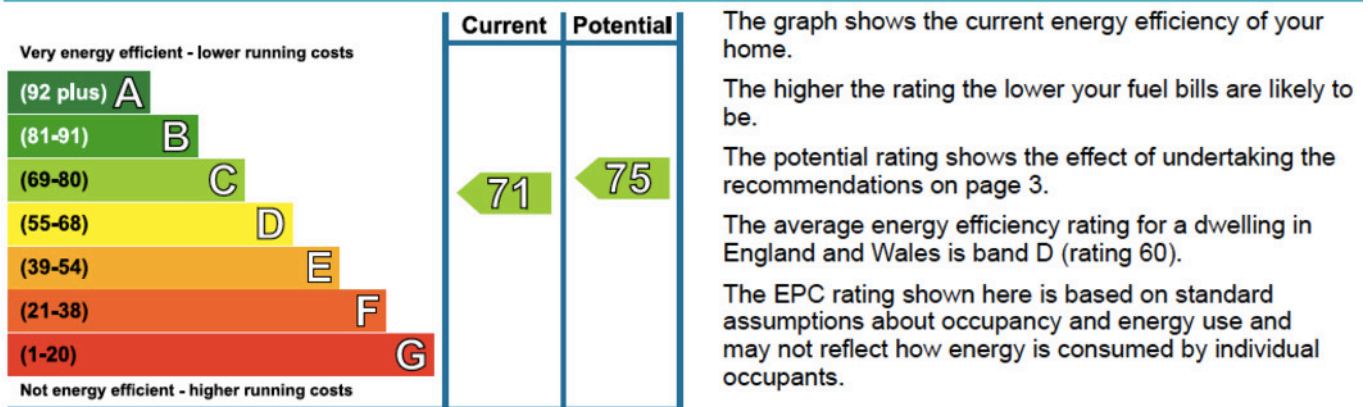 Current Potential
Very energy efficient - lower running costs
(92 plus) A
(81-91) B
(69-80) C
(55-68) D
(39-54) E
(21-38) F
(1-20) G
Not energy efficient - higher running costs
71
75
The graph shows the current energy efficiency of your
home.
The higher the rating the lower your fuel bills are likely to
be.
The potential rating shows the effect of undertaking the
recommendations on page 3.
The average energy efficiency rating for a dwelling in
England and Wales is band D (rating 60).
The EPC rating shown here is based on standard
assumptions about occupancy and energy use and
may not reflect how energy is consumed by individual
occupants.